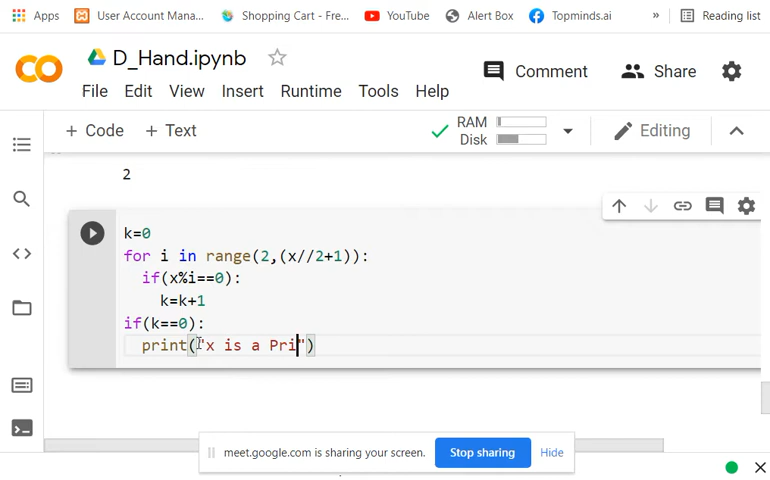 Apps User Account Mana... Shopping Cart - Fre... YouTube Alert Box Topminds.ai » Reading list
D_Hand.ipynb
Comment Share
File Edit View Insert Runtime Tools Help
+ Code + Text
RAM
Disk
Editing
2
k=0
for i in range(2,(x//2+1)):
if(x%i==0):
k=k+1
if(k==0):
print("x is a Pri")
meet.google.com is sharing your screen. Stop sharing Hide